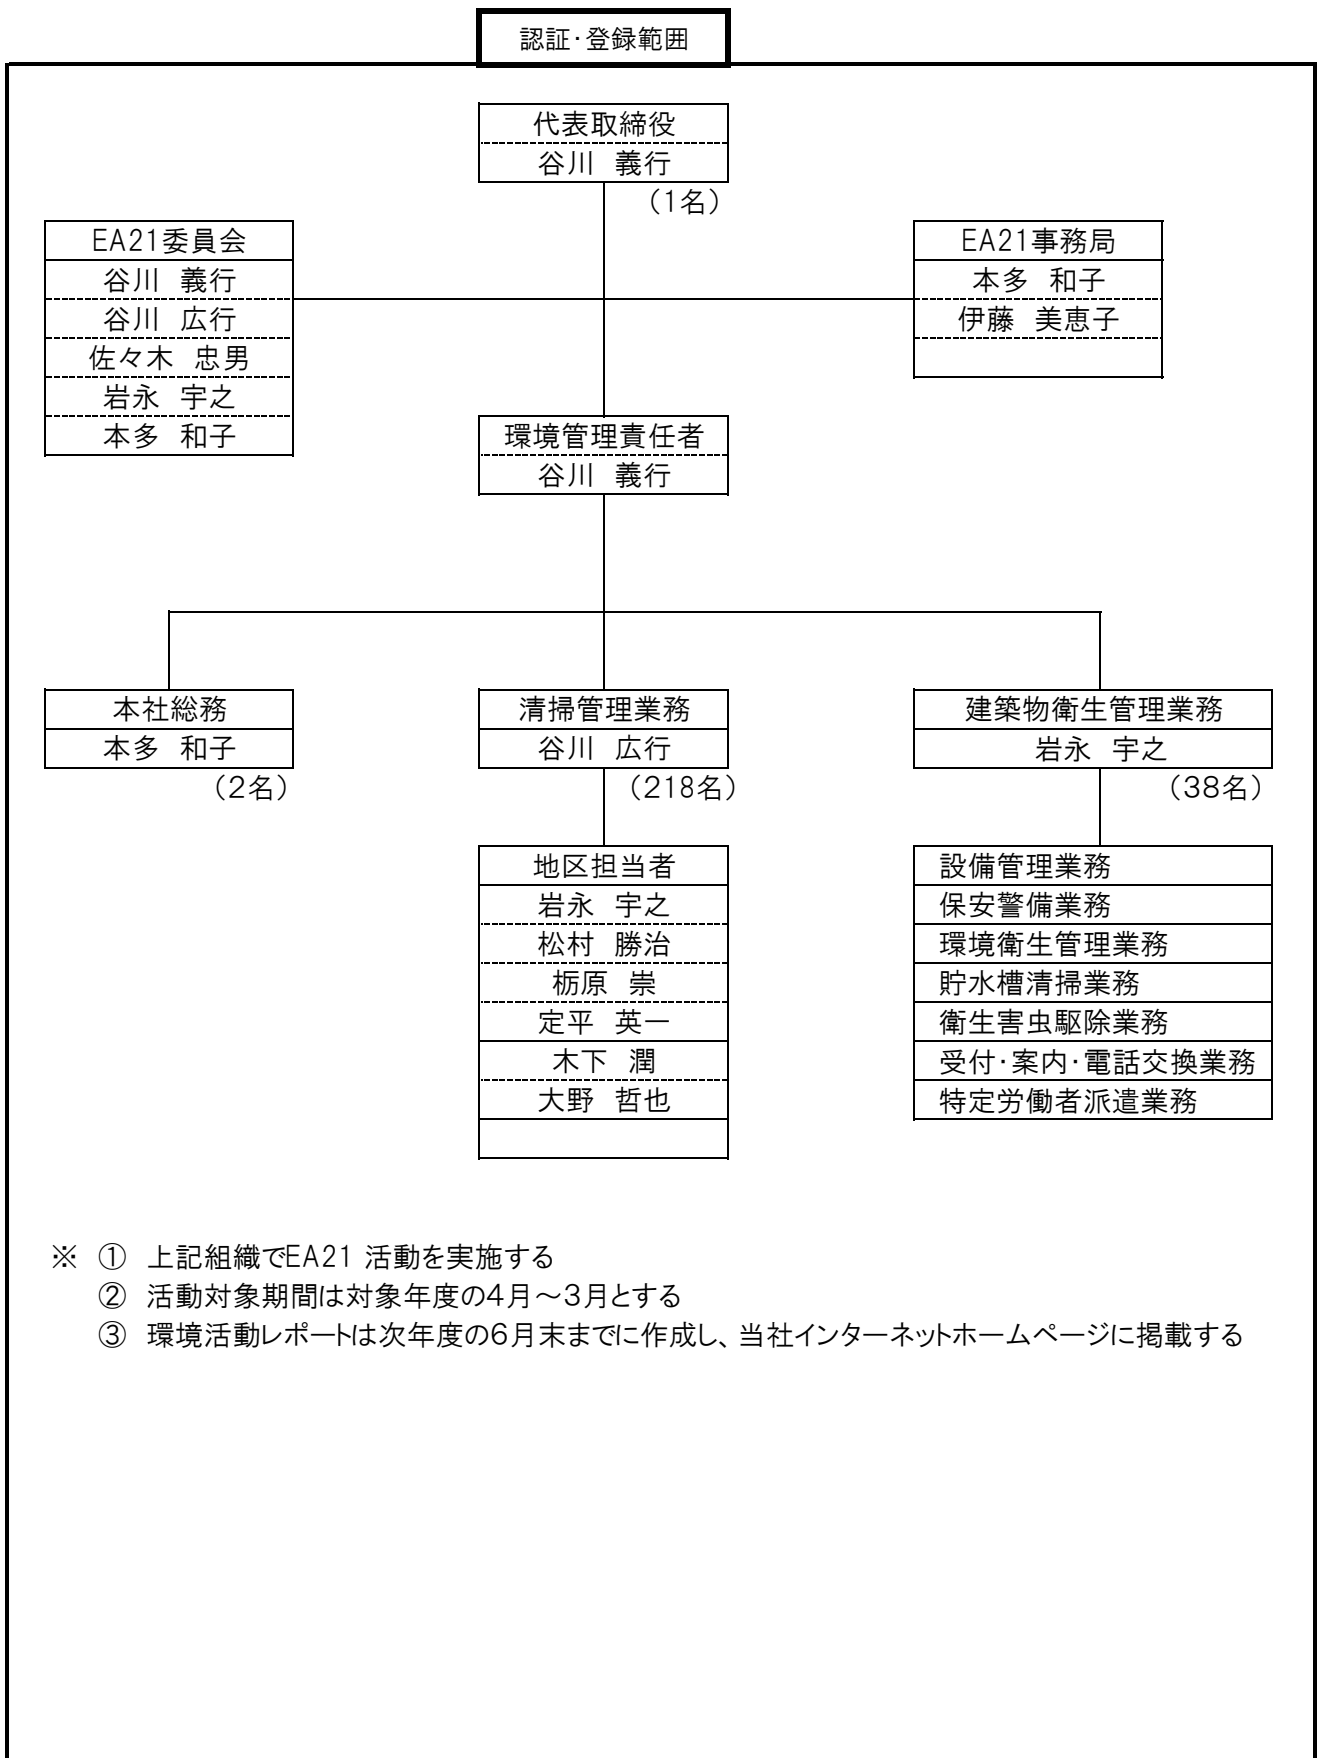 認証・登録範囲
代表取締役
谷川　義行
（1名）
EA21委員会
谷川　義行
谷川　広行
佐々木　忠男
岩永　宇之
本多　和子
EA21事務局
本多　和子
伊藤　美恵子
環境管理責任者
谷川　義行
本社総務
本多　和子
（2名）
清掃管理業務
谷川　広行
（218名）
建築物衛生管理業務
岩永　宇之
（38名）
地区担当者
岩永　宇之
松村　勝治
栃原　崇
定平　英一
木下　潤
大野　哲也
設備管理業務
保安警備業務
環境衛生管理業務
貯水槽清掃業務
衛生害虫駆除業務
受付・案内・電話交換業務
特定労働者派遣業務
※　①　上記組織でEA21 活動を実施する
②　活動対象期間は対象年度の４月～３月とする
③　環境活動レポートは次年度の６月末までに作成し、当社インターネットホームページに掲載する